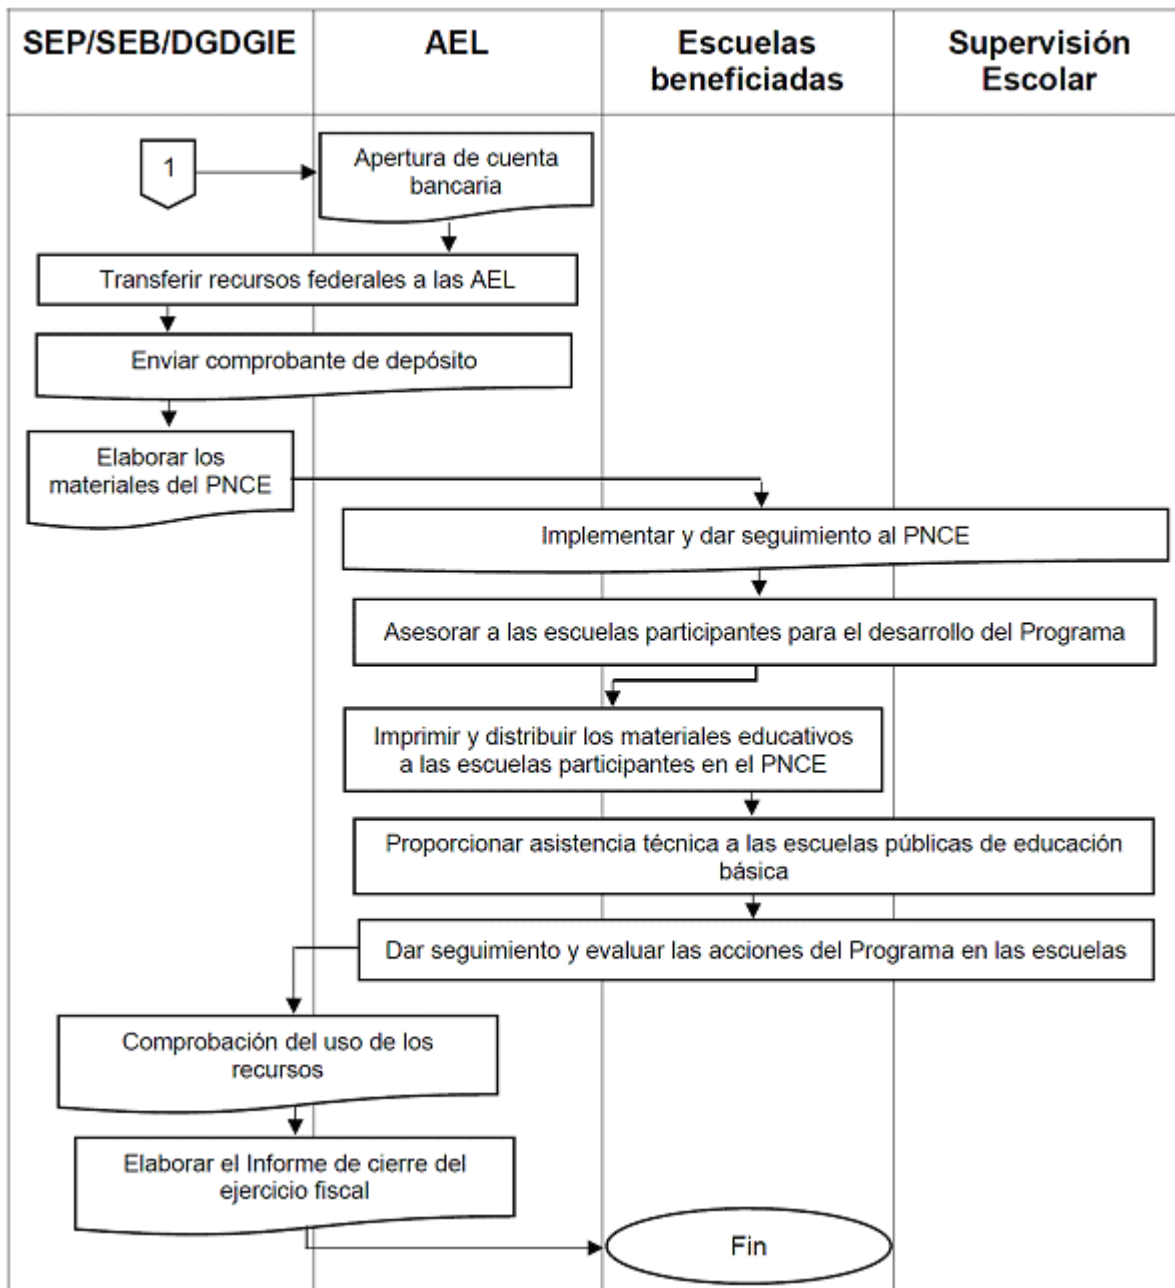 SEP/SEB/DGDGIE
AEL
Escuelas
beneficiadas
Supervisión
Escolar
1
Apertura de cuenta
bancaria
Transferir recursos federales a las AEL
Enviar comprobante de depósito
Elaborar los
materiales del PNCE
Implementar y dar seguimiento al PNCE
Asesorar a las escuelas participantes para el desarrollo del Programa
Imprimir y distribuir los materiales educativos
a las escuelas participantes en el PNCE
Proporcionar asistencia técnica a las escuelas públicas de educación
básica
Dar seguimiento y evaluar las acciones del Programa en las escuelas
Comprobación del uso de los
recursos
Elaborar el Informe de cierre del
ejercicio fiscal
Fin